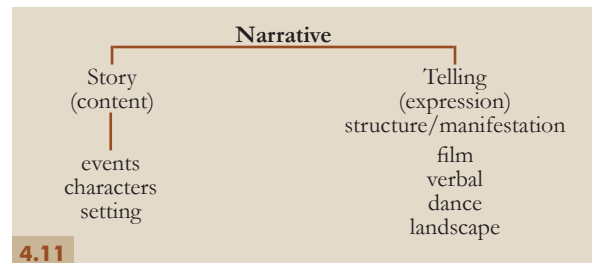 Narrative
Story
(content)
events
characters
setting
Telling
(expression)
structure/manifestation
film
verbal
dance
landscape
4.11